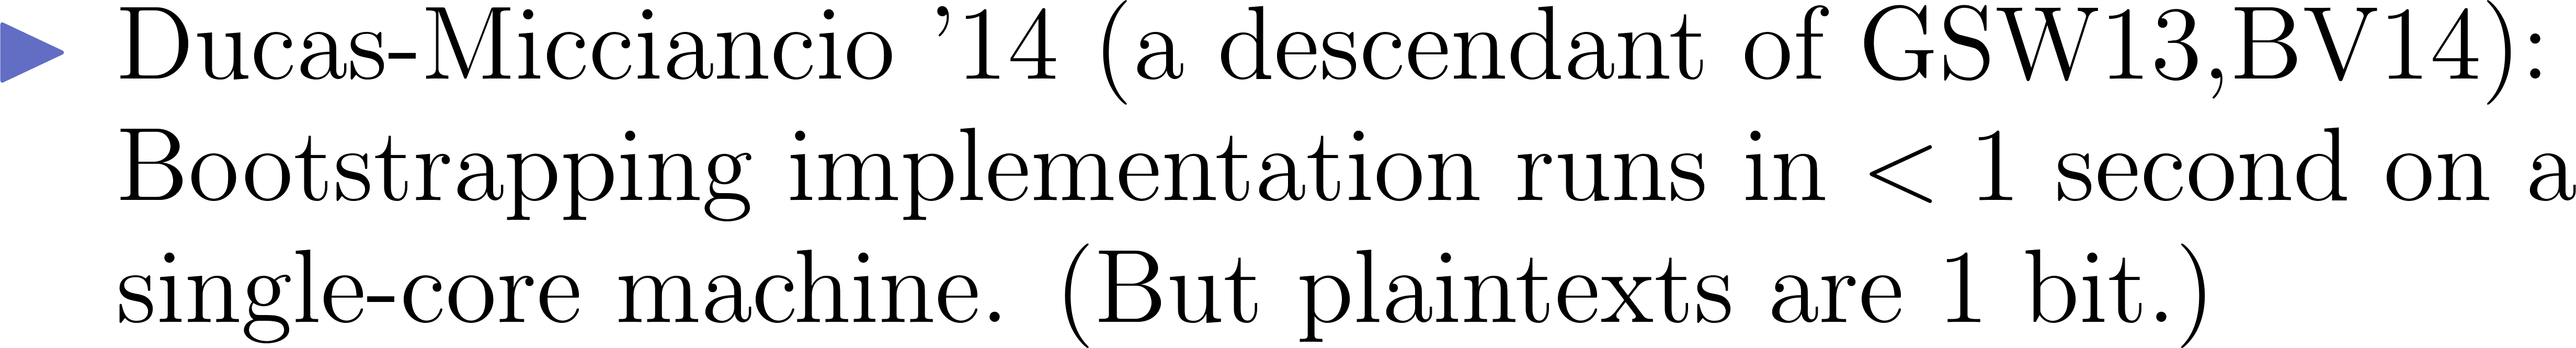 Ducas-Micciancio ’14 (a descendant of GSW13,BV14):
Bootstrapping implementation runs in < 1 second on a
single-core machine. (But plaintexts are 1 bit.)